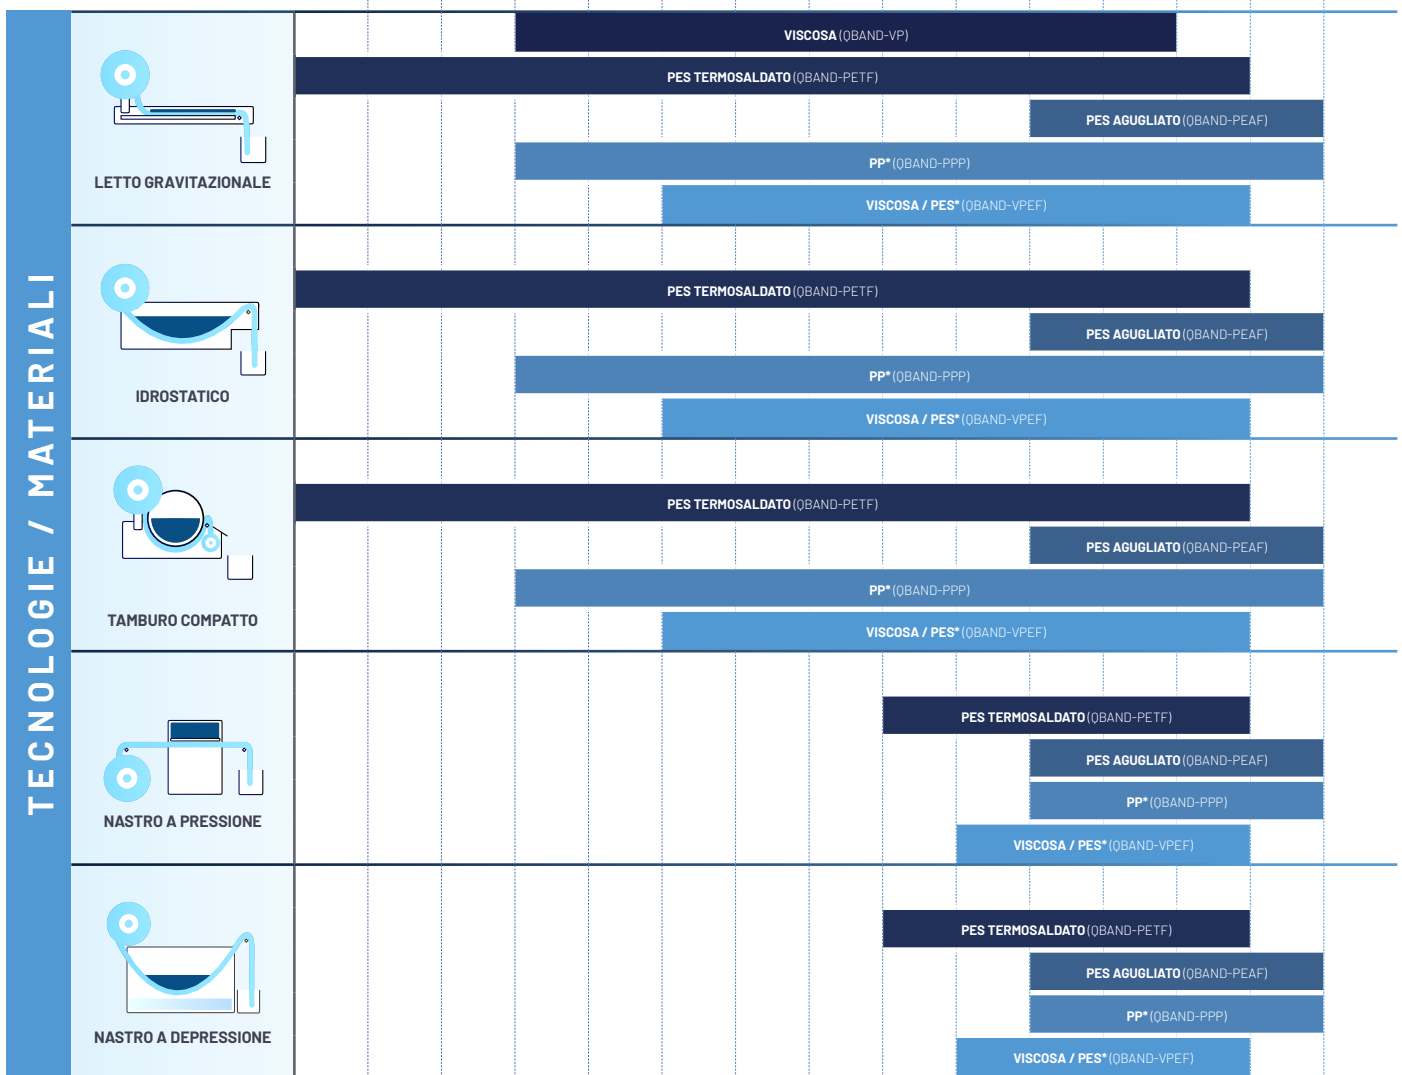 TECNOLOGIE / MATERIALI
LETTO GRAVITAZIONALE
VISCOSA (QBAND-VP)
PES TERMOSALDATO (QBAND-PETF)
PES AGUGLIATO (QBAND-PEAF)
PP* (QBAND-PPP)
VISCOSA / PES* (QBAND-VPEF)
IDROSTATICO
PES TERMOSALDATO (QBAND-PETF)
PES AGUGLIATO (QBAND-PEAF)
PP* (QBAND-PPP)
VISCOSA / PES* (QBAND-VPEF)
TAMBURO COMPATTO
PES TERMOSALDATO (QBAND-PETF)
PES AGUGLIATO (QBAND-PEAF)
PP* (QBAND-PPP)
VISCOSA / PES* (QBAND-VPEF)
NASTRO A PRESSIONE
PES TERMOSALDATO (QBAND-PETF)
PES AGUGLIATO (QBAND-PEAF)
PP* (QBAND-PPP)
VISCOSA / PES* (QBAND-VPEF)
NASTRO A DEPRESSIONE
PES TERMOSALDATO (QBAND-PETF)
PES AGUGLIATO (QBAND-PEAF)
PP* (QBAND-PPP)
VISCOSA / PES* (QBAND-VPEF)